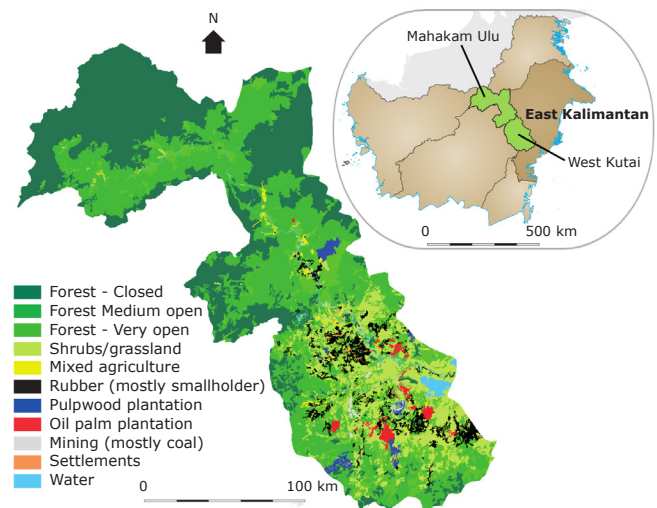 N
Mahakam Ulu
East Kalimantan
West Kutai
0 500 km
Forest - Closed
Forest Medium open
Forest - Very open
Shrubs/grassland
Mixed agriculture
Rubber (mostly smallholder)
Pulpwood plantation
Oil palm plantation
Mining (mostly coal)
Settlements
Water
0 100 km